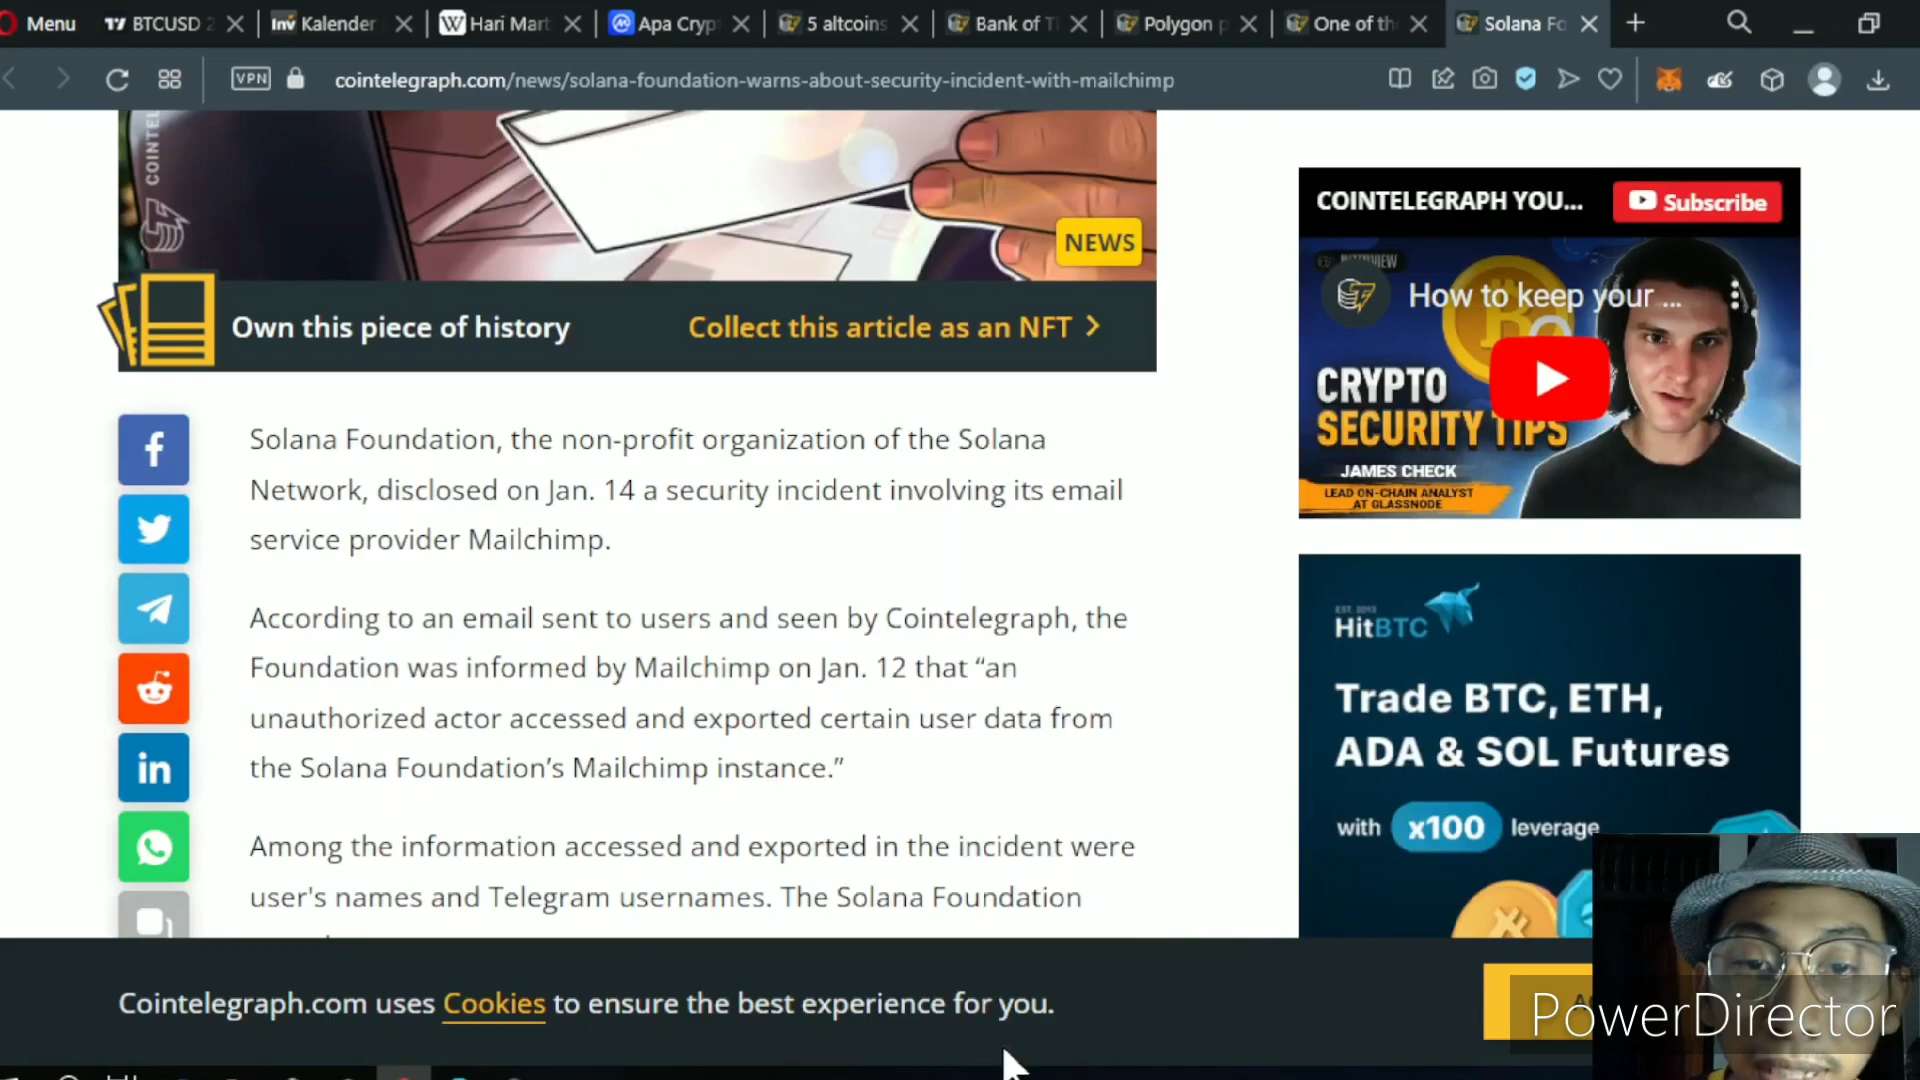 Menu
BTCUSD 2
Inv Kalender
W Hari Mart
Apa Cryp
5 altcoins
Bank of T
Polygon p
One of th
Solana Fo
VPN
cointelegraph.com/news/solana-foundation-warns-about-security-incident-with-mailchimp
COINTEL
NEWS
Own this piece of history
Collect this article as an NFT
Solana Foundation, the non-profit organization of the Solana
Network, disclosed on Jan. 14 a security incident involving its email
service provider Mailchimp.
According to an email sent to users and seen by Cointelegraph, the
Foundation was informed by Mailchimp on Jan. 12 that “an
unauthorized actor accessed and exported certain user data from
the Solana Foundation’s Mailchimp instance.”
Among the information accessed and exported in the incident were
user's names and Telegram usernames. The Solana Foundation
COINTELEGRAPH YOU...
Subscribe
How to keep your ...
CRYPTO
SECURITY TIPS
JAMES CHECK
LEAD ON-CHAIN ANALYST
AT GLASSNODE
HitBTC
Trade BTC, ETH,
ADA & SOL Futures
with x100 leverage
Cointelegraph.com uses Cookies to ensure the best experience for you.
PowerDirector